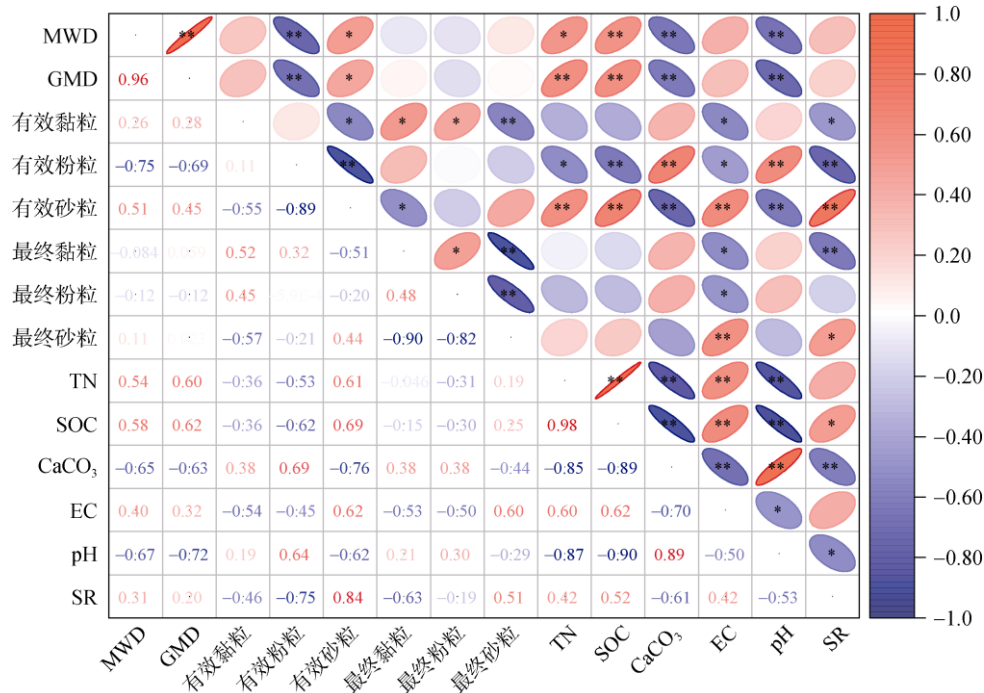 MWD ** ** * * ** ** **
GMD 0.96 ** * ** ** ** **
有效黏粒 0.26 0.28 * * * ** * *
有效粉粒 −0.75 −0.69 0.11 ** * ** ** * ** **
有效砂粒 0.51 0.45 −0.55 −0.89 * ** ** ** ** ** **
最终黏粒 −0.084 0.52 0.32 −0.51 * ** * **
最终粉粒 −0.12 −0.12 0.45 −0.20 0.48 ** *
最终砂粒 0.11 −0.57 −0.21 0.44 −0.90 −0.82 ** *
TN 0.54 0.60 −0.36 −0.53 0.61 −0.046 −0.31 0.19 ** ** ** **
SOC 0.58 0.62 −0.36 −0.62 0.69 −0.15 −0.30 0.25 0.98 ** ** ** *
CaCO₃ −0.65 −0.63 0.38 0.69 −0.76 0.38 0.38 −0.44 −0.85 −0.89 ** ** **
EC 0.40 0.32 −0.54 −0.45 0.62 −0.53 −0.50 0.60 0.60 0.62 −0.70 *
pH −0.67 −0.72 0.19 0.64 −0.62 0.21 0.30 −0.29 −0.87 −0.90 0.89 −0.50 *
SR 0.31 0.20 −0.46 −0.75 0.84 −0.63 −0.19 0.51 0.42 0.52 −0.61 0.42 −0.53
MWD GMD 有效黏粒 有效粉粒 有效砂粒 最终黏粒 最终粉粒 最终砂粒 TN SOC CaCO₃ EC pH SR
1.0
0.80
0.60
0.40
0.20
0.0
−0.20
−0.40
−0.60
−0.80
−1.0